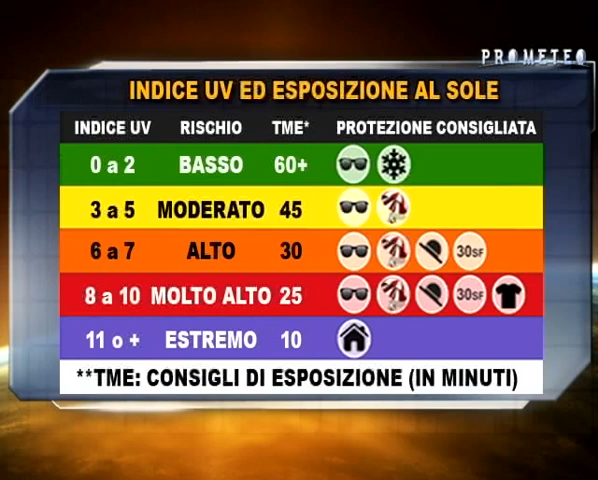 PROMETEO
INDICE UV ED ESPOSIZIONE AL SOLE
INDICE UV RISCHIO TME* PROTEZIONE CONSIGLIATA
0 a 2 BASSO 60+
3 a 5 MODERATO 45
6 a 7 ALTO 30 30SF
8 a 10 MOLTO ALTO 25 30SF
11 o + ESTREMO 10
**TME: CONSIGLI DI ESPOSIZIONE (IN MINUTI)